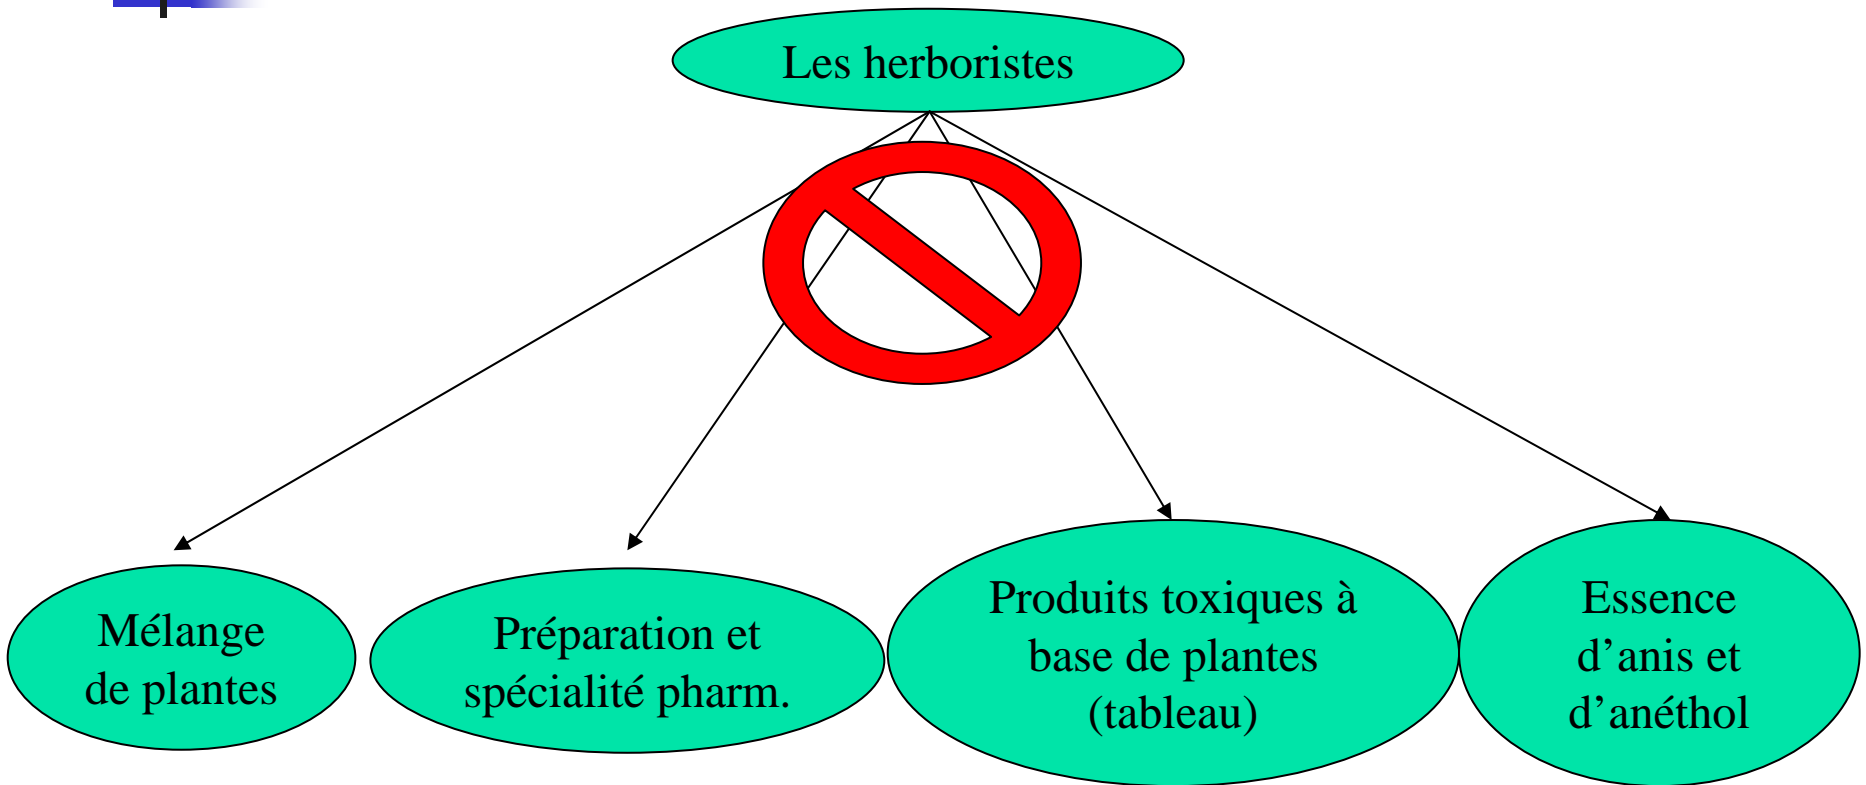 Les herboristes
Mélange
de plantes
Préparation et
spécialité pharm.
Produits toxiques à
base de plantes
(tableau)
Essence
d’anis et
d’anéthol